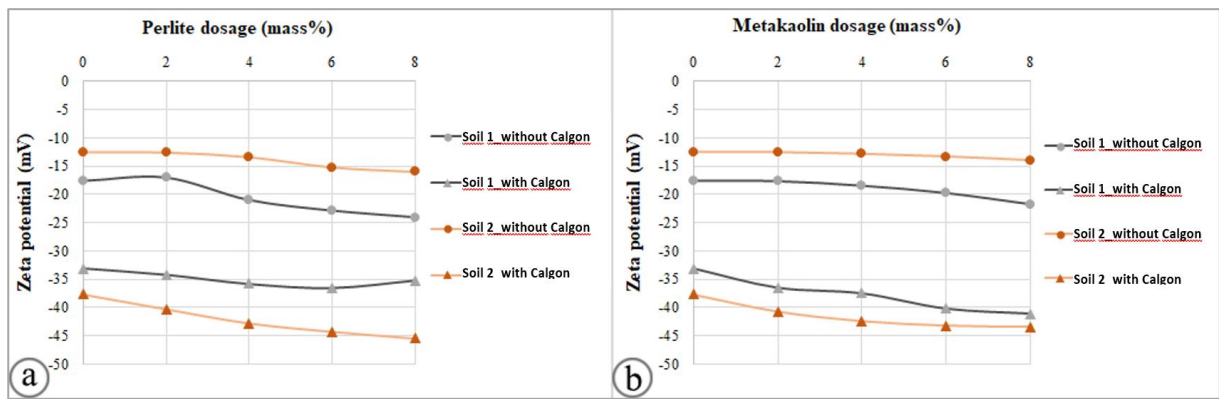 Perlite dosage (mass%)
0 2 4 6 8
0
-5
-10
-15
-20
-25
-30
-35
-40
-45
-50
Zeta potential (mV)
Soil 1_without Calgon
Soil 1_with Calgon
Soil 2_without Calgon
Soil 2 with Calgon
a
Metakaolin dosage (mass%)
0 2 4 6 8
0
-5
-10
-15
-20
-25
-30
-35
-40
-45
-50
Zeta potential (mV)
Soil 1_without Calgon
Soil 1_with Calgon
Soil 2_without Calgon
Soil 2 with Calgon
b